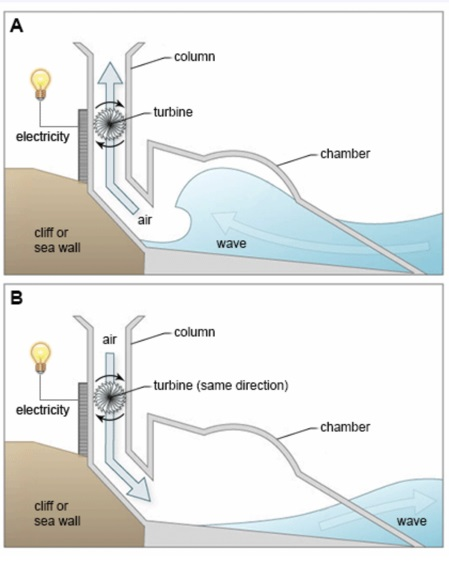 A
column
turbine
electricity
chamber
air
cliff or
sea wall
wave
B
air
column
turbine (same direction)
electricity
chamber
cliff or
sea wall
wave